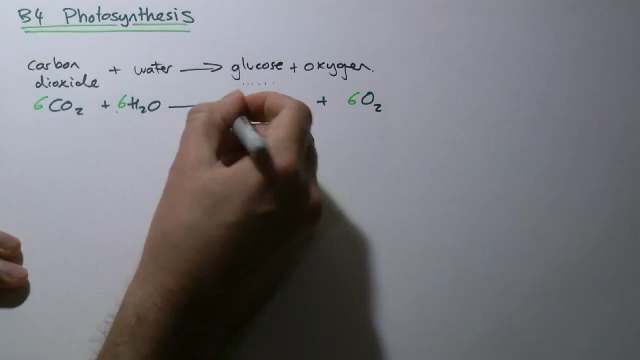 B4 Photosynthesis
carbon dioxide + water → glucose + oxygen.
6CO₂ + 6H₂O — + 6O₂